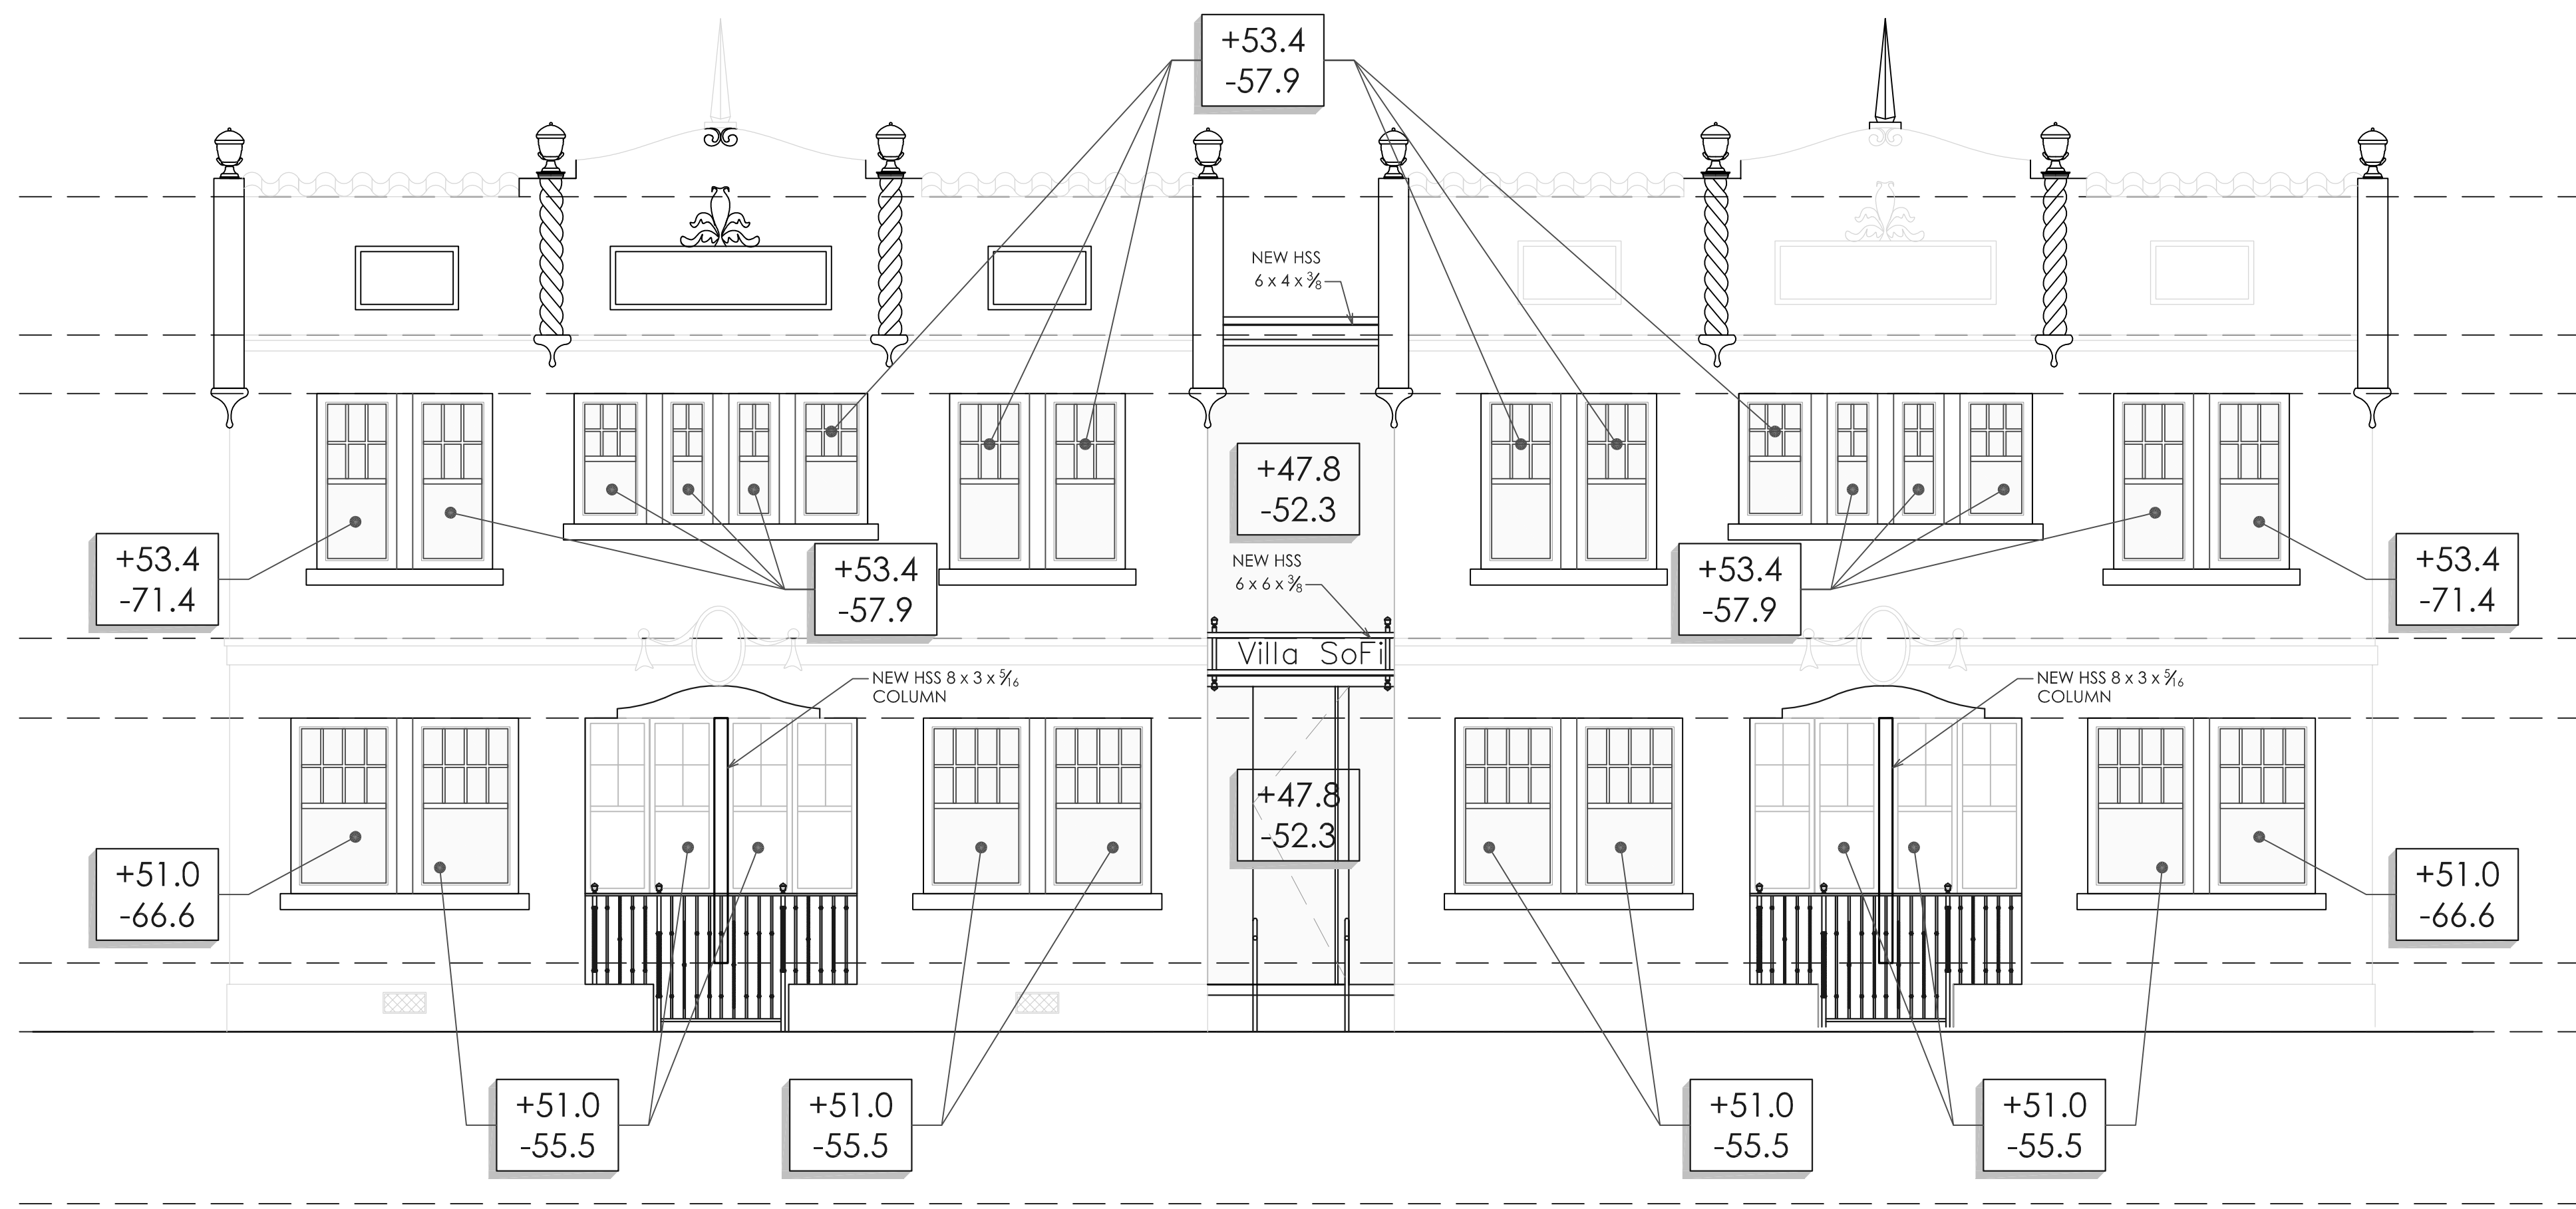 +53.4
-57.9
NEW HSS
6 x 4 x 3/8
+47.8
-52.3
+53.4
-71.4
+53.4
-57.9
NEW HSS
6 x 6 x 3/8
+53.4
-57.9
+53.4
-71.4
Villa SoFi
NEW HSS 8 x 3 x 5/16
COLUMN
NEW HSS 8 x 3 x 5/16
COLUMN
+47.8
-52.3
+51.0
-66.6
+51.0
-66.6
+51.0
-55.5
+51.0
-55.5
+51.0
-55.5
+51.0
-55.5